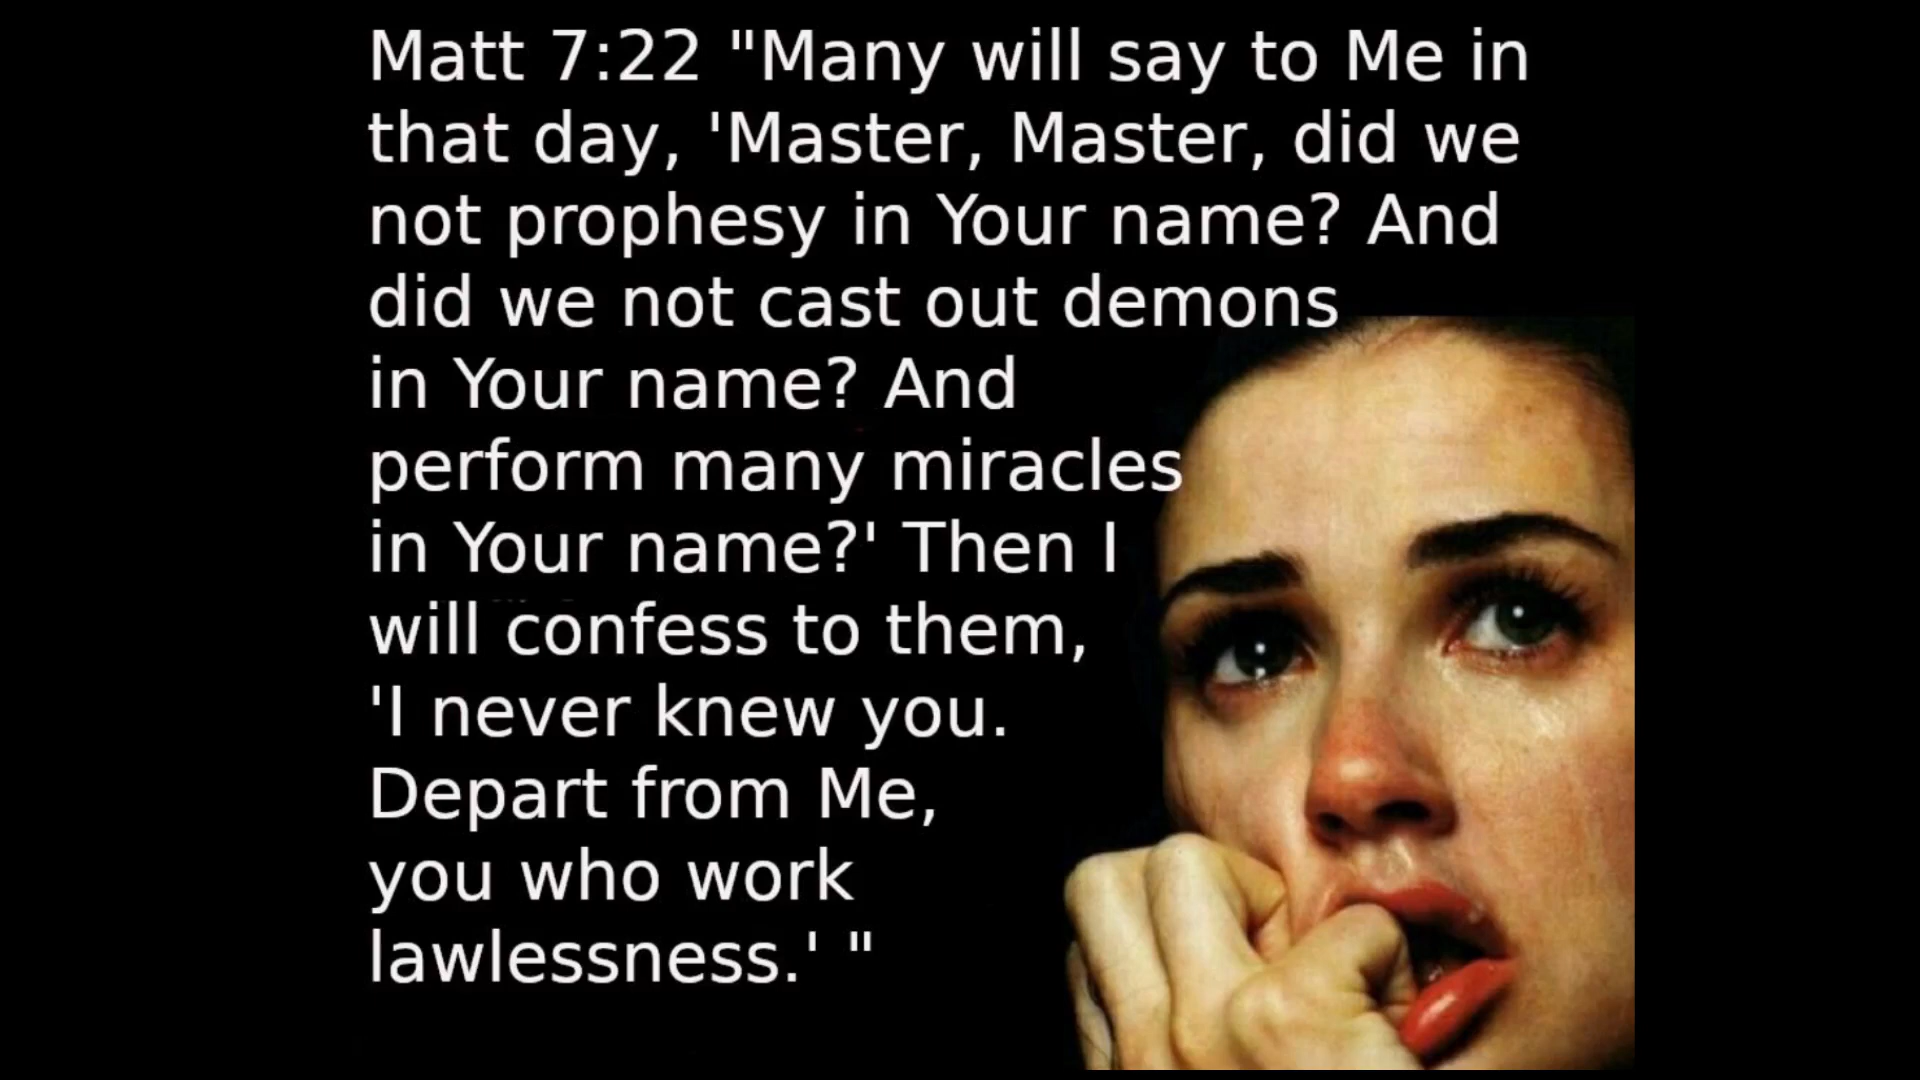 Matt 7:22 "Many will say to Me in
that day, 'Master, Master, did we
not prophesy in Your name? And
did we not cast out demons
in Your name? And
perform many miracles
in Your name?' Then I
will confess to them,
'I never knew you.
Depart from Me,
you who work
lawlessness.' "